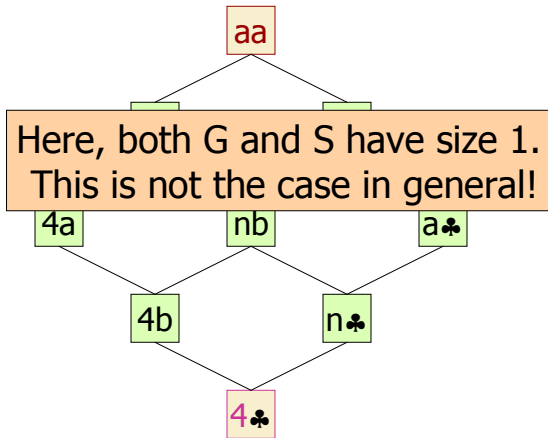 aa
Here, both G and S have size 1.
This is not the case in general!
4a nb a♣
4b n♣
4♣